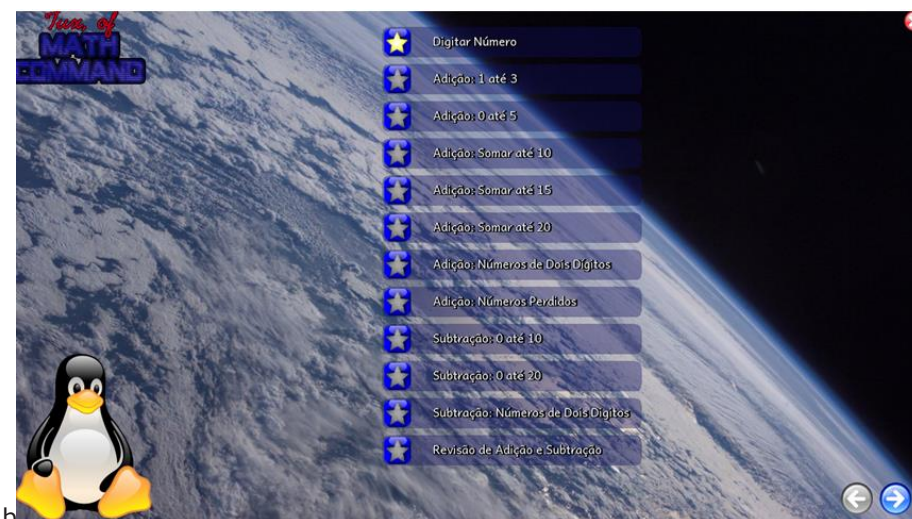 Tux, of
MATH
COMMAND
Digitar Número
Adição: 1 até 3
Adição: 0 até 5
Adição: Somar até 10
Adição: Somar até 15
Adição: Somar até 20
Adição: Números de Dois Dígitos
Adição: Números Perdidos
Subtração: 0 até 10
Subtração: 0 até 20
Subtração: Números de Dois Dígitos
Revisão de Adição e Subtração
b